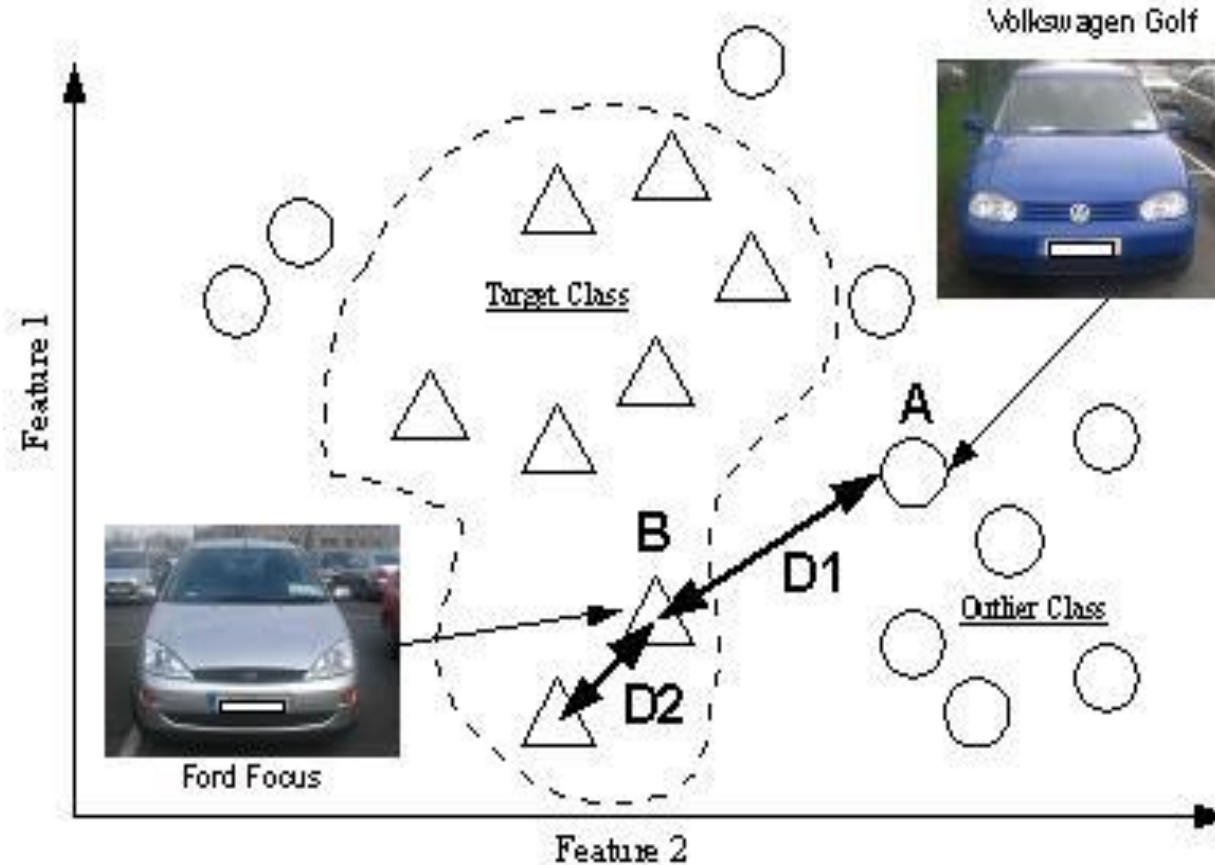 Volkswagen Golf
Target Class
Feature 1
A
B
D1
Outlier Class
D2
Ford Focus
Feature 2